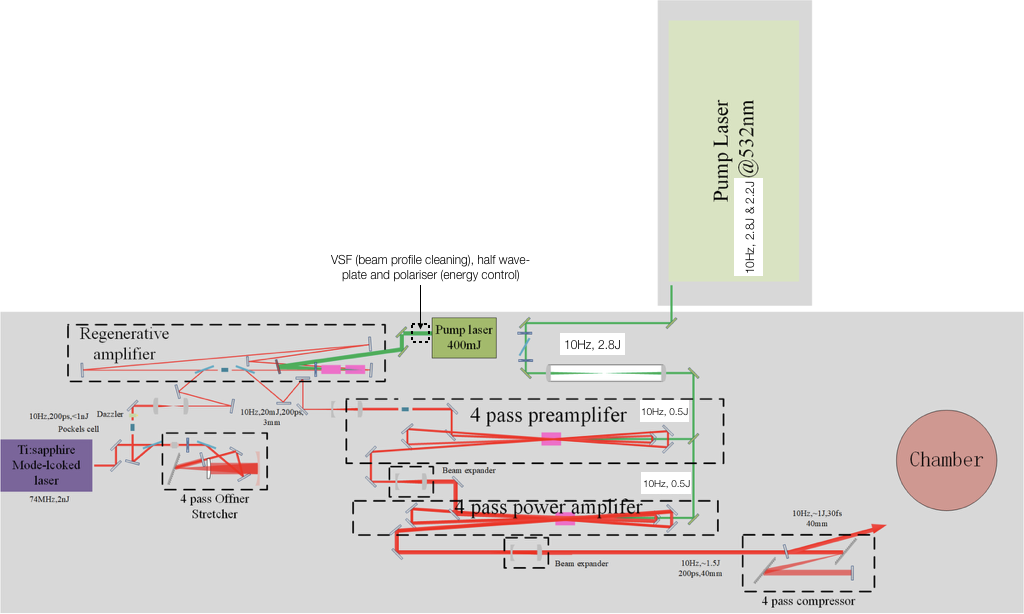 Pump Laser
@532nm
10Hz, 2.8J & 2.2J
VSF (beam profile cleaning), half wave-
plate and polariser (energy control)
Regenerative
amplifier
Pump laser
400mJ
10Hz, 2.8J
10Hz,200ps,<1uJ
Dazzler
Pockels cell
10Hz,20mJ,200ps,
3mm
4 pass preamplifer
10Hz, 0.5J
Ti:sapphire
Mode-lcoked
laser
74MHz,2nJ
4 pass Offner
Stretcher
Beam expander
10Hz, 0.5J
4 pass power amplifer
Chamber
10Hz,~1J,30fs
40mm
Beam expander
10Hz,~1.5J
200ps,40mm
4 pass compressor